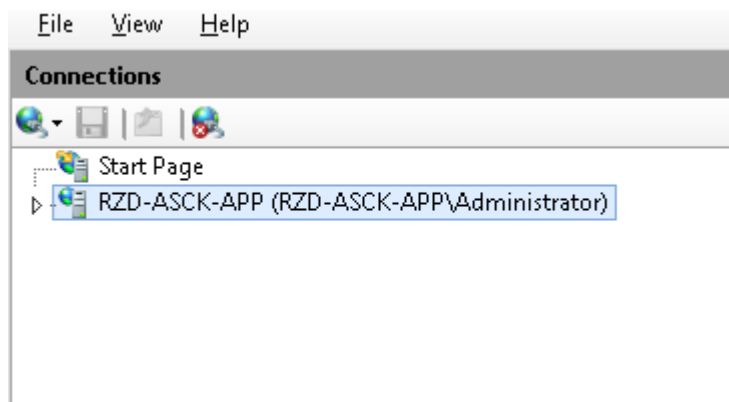 File View Help
Connections
Start Page
RZD-ASCK-APP (RZD-ASCK-APP\Administrator)